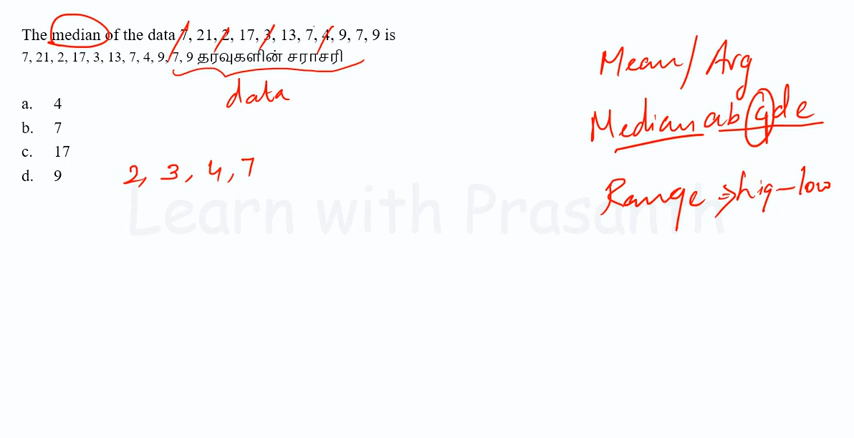 The median of the data 7, 21, 2, 17, 3, 13, 7, 4, 9, 7, 9 is
7, 21, 2, 17, 3, 13, 7, 4, 9, 7, 9 தரவுகளின் சராசரி
data
a. 4
b. 7
c. 17
d. 9
2, 3, 4, 7
Mean/ Avg
Median ab c de
Range => hig-low
Learn with Prasanth